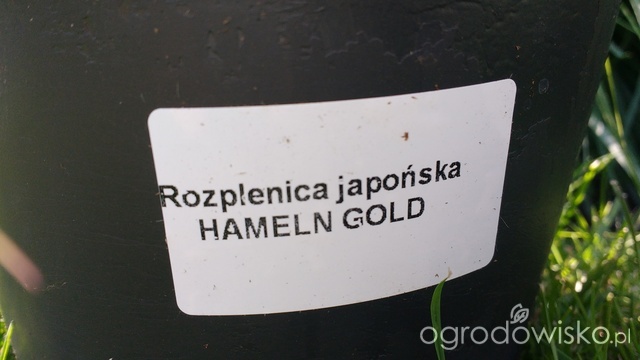 Rozplenica japońska
HAMELN GOLD
ogrodowisko.pl